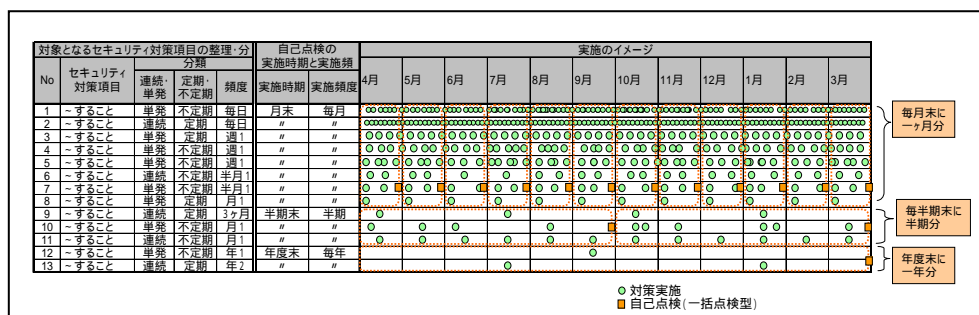 対象となるセキュリティ対策項目の整理・分 自己点検の実施時期と実施頻 実施のイメージ
No セキュリティ対策項目 分類 実施時期 実施頻度 4月 5月 6月 7月 8月 9月 10月 11月 12月 1月 2月 3月
連続・単発 定期・不定期 頻度
1 ~すること 単発 不定期 毎日 月末 毎月
2 ~すること 連続 定期 毎日 〃 〃
3 ~すること 単発 定期 週1 〃 〃
4 ~すること 単発 不定期 週1 〃 〃
5 ~すること 単発 不定期 週1 〃 〃
6 ~すること 連続 不定期 半月1 〃 〃
7 ~すること 単発 不定期 半月1 〃 〃
8 ~すること 単発 定期 月1 〃 〃
9 ~すること 連続 定期 3ヶ月 半期末 半期
10 ~すること 単発 不定期 月1 〃 〃
11 ~すること 連続 不定期 月1 〃 〃
12 ~すること 単発 不定期 年1 年度末 毎年
13 ~すること 連続 定期 年2 〃 〃
毎月末に
一ヶ月分
毎半期末に
半期分
年度末に
一年分
対策実施
自己点検(一括点検型)